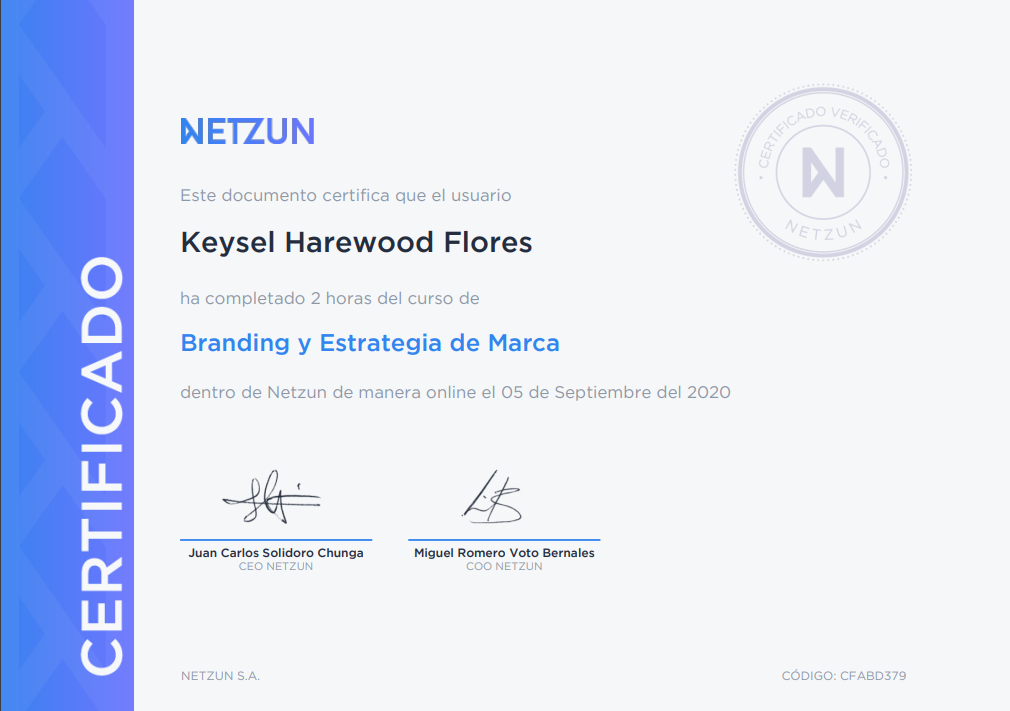 CERTIFICADO
NETZUN
CERTIFICADO VERIFICADO
N
NETZUN
Este documento certifica que el usuario
Keysel Harewood Flores
ha completado 2 horas del curso de
Branding y Estrategia de Marca
dentro de Netzun de manera online el 05 de Septiembre del 2020
Juan Carlos Solidoro Chunga
CEO NETZUN
Miguel Romero Voto Bernales
COO NETZUN
NETZUN S.A.
CÓDIGO: CFABD379